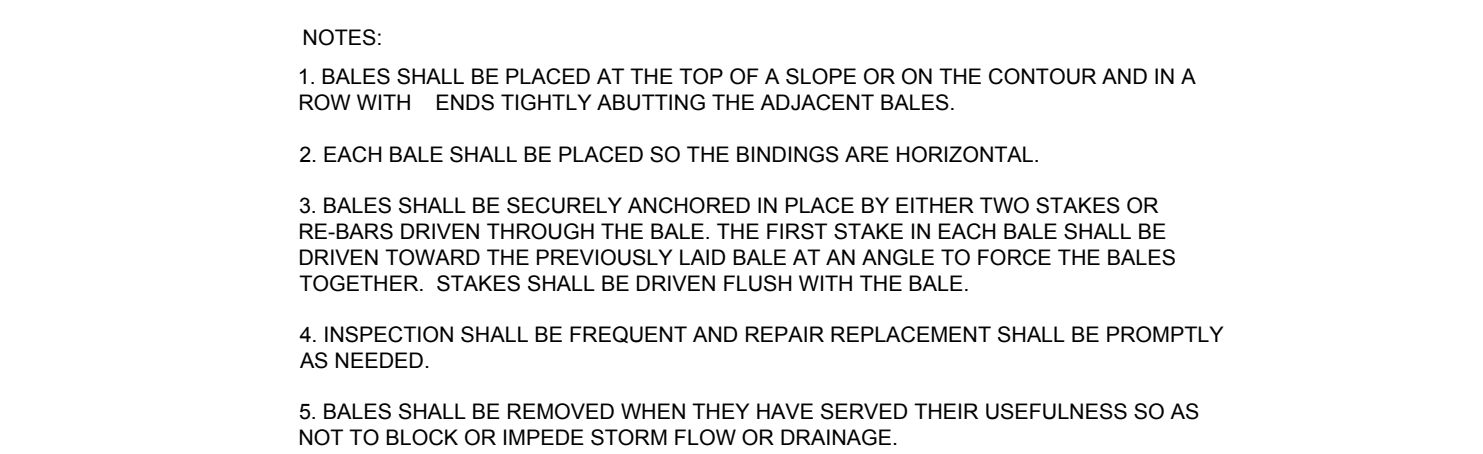 NOTES:
1. BALES SHALL BE PLACED AT THE TOP OF A SLOPE OR ON THE CONTOUR AND IN A
ROW WITH    ENDS TIGHTLY ABUTTING THE ADJACENT BALES.
2. EACH BALE SHALL BE PLACED SO THE BINDINGS ARE HORIZONTAL.
3. BALES SHALL BE SECURELY ANCHORED IN PLACE BY EITHER TWO STAKES OR
RE-BARS DRIVEN THROUGH THE BALE. THE FIRST STAKE IN EACH BALE SHALL BE
DRIVEN TOWARD THE PREVIOUSLY LAID BALE AT AN ANGLE TO FORCE THE BALES
TOGETHER.  STAKES SHALL BE DRIVEN FLUSH WITH THE BALE.
4. INSPECTION SHALL BE FREQUENT AND REPAIR REPLACEMENT SHALL BE PROMPTLY
AS NEEDED.
5. BALES SHALL BE REMOVED WHEN THEY HAVE SERVED THEIR USEFULNESS SO AS
NOT TO BLOCK OR IMPEDE STORM FLOW OR DRAINAGE.